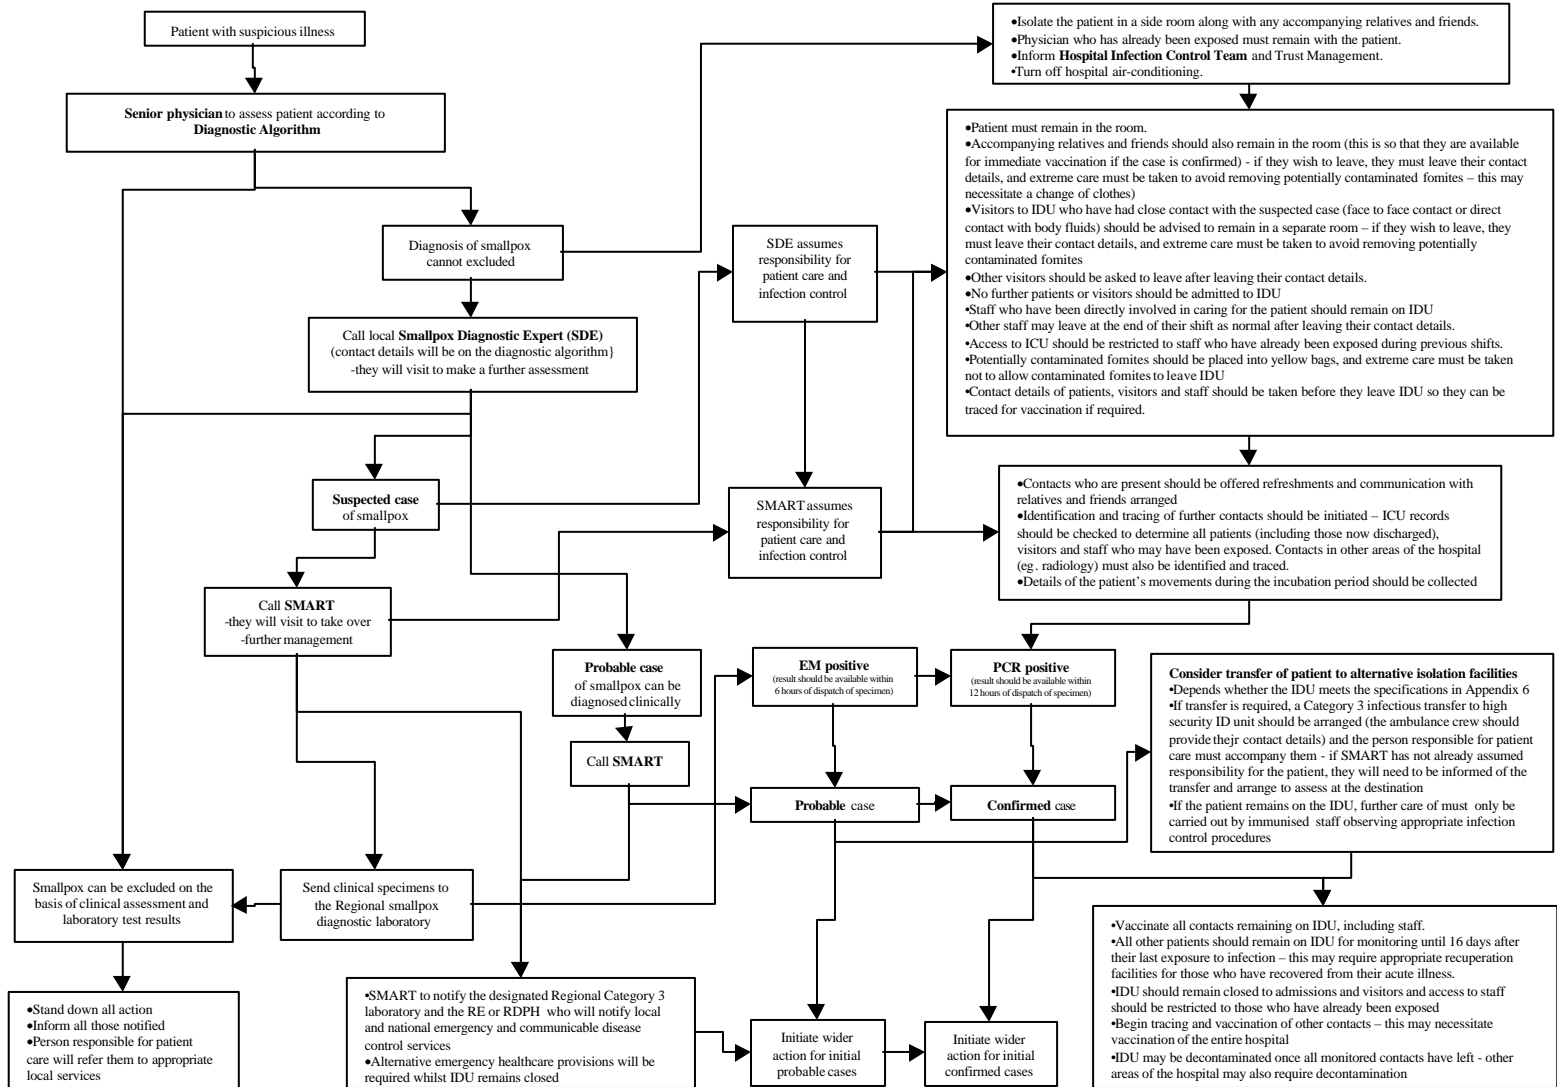 Patient with suspicious illness
Senior physician to assess patient according to
Diagnostic Algorithm
•Isolate the patient in a side room along with any accompanying relatives and friends.
•Physician who has already been exposed must remain with the patient.
•Inform Hospital Infection Control Team and Trust Management.
•Turn off hospital air-conditioning.
•Patient must remain in the room.
•Accompanying relatives and friends should also remain in the room (this is so that they are available
for immediate vaccination if the case is confirmed) - if they wish to leave, they must leave their contact
details, and extreme care must be taken to avoid removing potentially contaminated fomites – this may
necessitate a change of clothes)
•Visitors to IDU who have had close contact with the suspected case (face to face contact or direct
contact with body fluids) should be advised to remain in a separate room – if they wish to leave, they
must leave their contact details, and extreme care must be taken to avoid removing potentially
contaminated fomites
•Other visitors should be asked to leave after leaving their contact details.
•No further patients or visitors should be admitted to IDU
•Staff who have been directly involved in caring for the patient should remain on IDU
•Other staff may leave at the end of their shift as normal after leaving their contact details.
•Access to ICU should be restricted to staff who have already been exposed during previous shifts.
•Potentially contaminated fomites should be placed into yellow bags, and extreme care must be taken
not to allow contaminated fomites to leave IDU
•Contact details of patients, visitors and staff should be taken before they leave IDU so they can be
traced for vaccination if required.
Diagnosis of smallpox
cannot excluded
SDE assumes
responsibility for
patient care and
infection control
Call local Smallpox Diagnostic Expert (SDE)
(contact details will be on the diagnostic algorithm}
-they will visit to make a further assessment
Suspected case
of smallpox
SMART assumes
responsibility for
patient care and
infection control
•Contacts who are present should be offered refreshments and communication with
relatives and friends arranged
•Identification and tracing of further contacts should be initiated – ICU records
should be checked to determine all patients (including those now discharged),
visitors and staff who may have been exposed. Contacts in other areas of the hospital
(eg. radiology) must also be identified and traced.
•Details of the patient's movements during the incubation period should be collected
Call SMART
-they will visit to take over
-further management
Probable case
of smallpox can be
diagnosed clinically
EM positive
(result should be available within
6 hours of dispatch of specimen)
PCR positive
(result should be available within
12 hours of dispatch of specimen)
Consider transfer of patient to alternative isolation facilities
•Depends whether the IDU meets the specifications in Appendix 6
•If transfer is required, a Category 3 infectious transfer to high
security ID unit should be arranged (the ambulance crew should
provide thejr contact details) and the person responsible for patient
care must accompany them - if SMART has not already assumed
responsibility for the patient, they will need to be informed of the
transfer and arrange to assess at the destination
•If the patient remains on the IDU, further care of must only be
carried out by immunised staff observing appropriate infection
control procedures
Call SMART
Probable case
Confirmed case
Smallpox can be excluded on the
basis of clinical assessment and
laboratory test results
Send clinical specimens to
the Regional smallpox
diagnostic laboratory
•Vaccinate all contacts remaining on IDU, including staff.
•All other patients should remain on IDU for monitoring until 16 days after
their last exposure to infection – this may require appropriate recuperation
facilities for those who have recovered from their acute illness.
•IDU should remain closed to admissions and visitors and access to staff
should be restricted to those who have already been exposed
•Begin tracing and vaccination of other contacts – this may necessitate
vaccination of the entire hospital
•IDU may be decontaminated once all monitored contacts have left - other
areas of the hospital may also require decontamination
•Stand down all action
•Inform all those notified
•Person responsible for patient
care will refer them to appropriate
local services
•SMART to notify the designated Regional Category 3
laboratory and the RE or RDPH who will notify local
and national emergency and communicable disease
control services
•Alternative emergency healthcare provisions will be
required whilst IDU remains closed
Initiate wider
action for initial
probable cases
Initiate wider
action for initial
confirmed cases